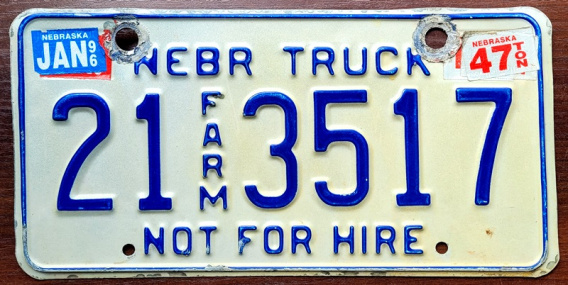 NEBRASKA
JAN 96
NEBR TRUCK
NEBRASKA
47 TON
21 FARM 3517
NOT FOR HIRE